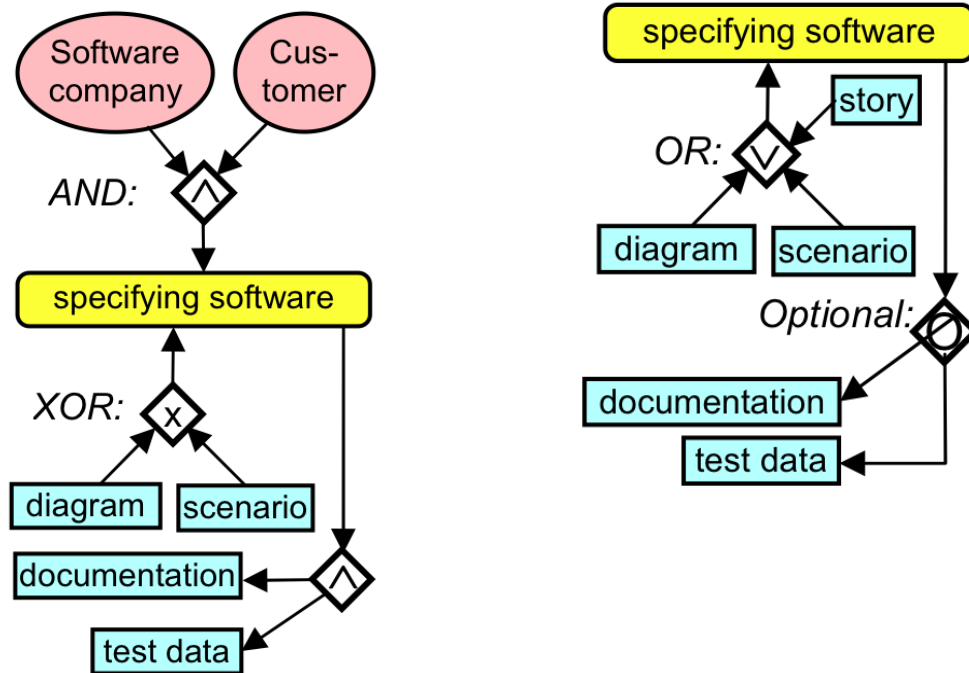 Software
company
Cus-
tomer
AND:
∧
specifying software
XOR:
x
diagram
scenario
documentation
∧
test data
specifying software
story
OR:
∨
diagram
scenario
Optional:
documentation
test data